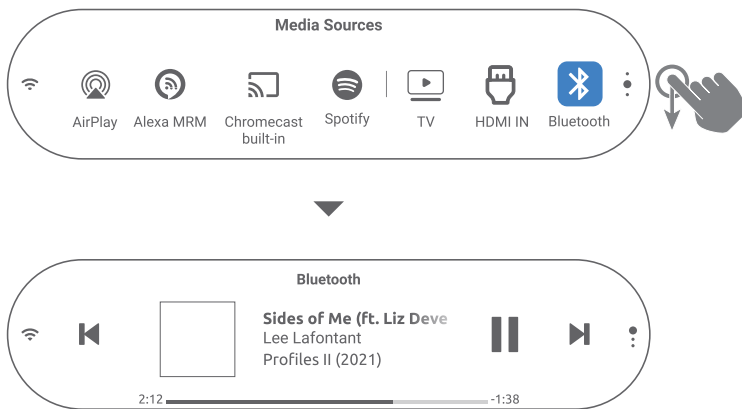 Media Sources
AirPlay Alexa MRM Chromecast built-in Spotify TV HDMI IN Bluetooth
Bluetooth
Sides of Me (ft. Liz Deve
Lee Lafontant
Profiles II (2021)
2:12 -1:38